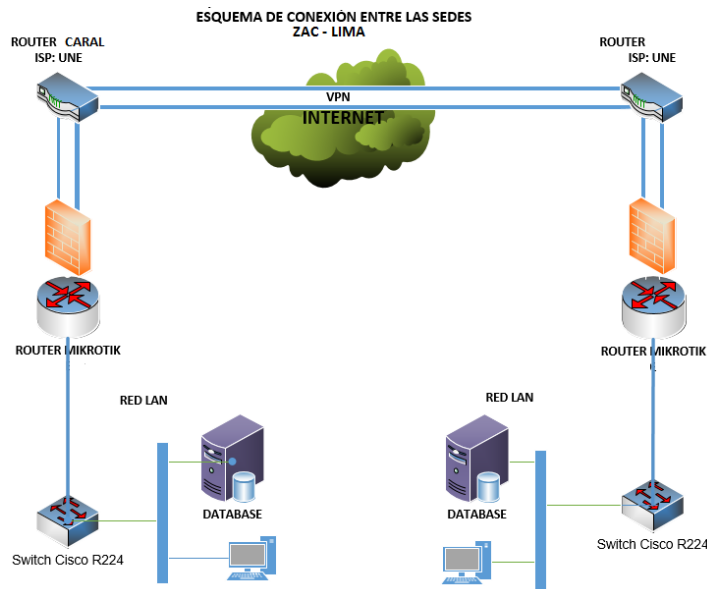 ESQUEMA DE CONEXIÓN ENTRE LAS SEDES
ZAC - LIMA
ROUTER CARAL
ISP: UNE
ROUTER
ISP: UNE
VPN
INTERNET
ROUTER MIKROTIK
ROUTER MIKROTIK
RED LAN
RED LAN
DATABASE
DATABASE
Switch Cisco R224
Switch Cisco R224